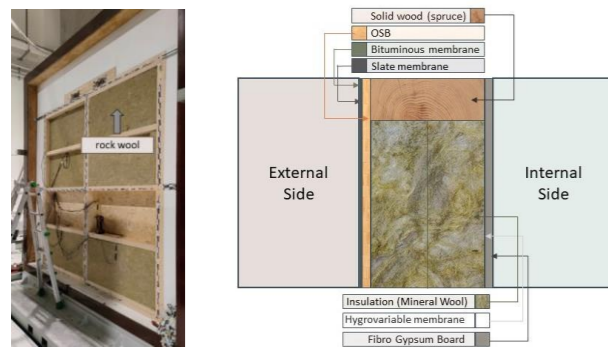 rock wool
Solid wood (spruce)
OSB
Bituminous membrane
Slate membrane
External
Side
Internal
Side
Insulation (Mineral Wool)
Hygrovariable membrane
Fibro Gypsum Board